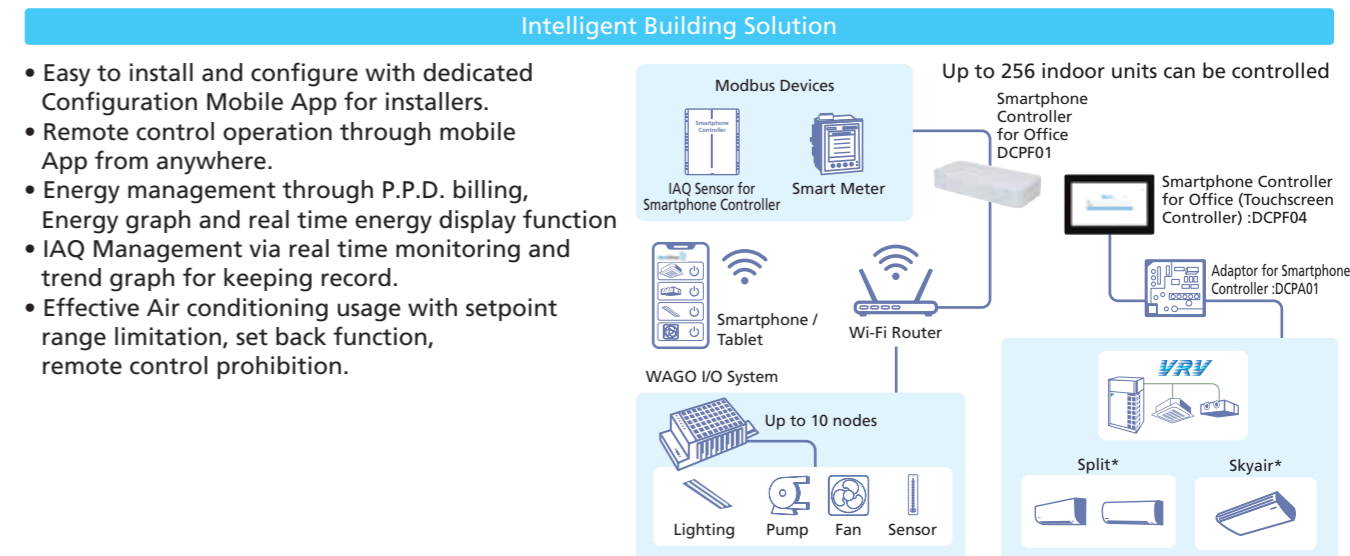 Intelligent Building Solution
• Easy to install and configure with dedicated
Configuration Mobile App for installers.
• Remote control operation through mobile
App from anywhere.
• Energy management through P.P.D. billing,
Energy graph and real time energy display function
• IAQ Management via real time monitoring and
trend graph for keeping record.
• Effective Air conditioning usage with setpoint
range limitation, set back function,
remote control prohibition.
Up to 256 indoor units can be controlled
Modbus Devices
Smartphone
Controller
IAQ Sensor for
Smartphone Controller
Smart Meter
Smartphone
Controller
for Office
DCPF01
Smartphone Controller
for Office (Touchscreen
Controller) :DCPF04
Adaptor for Smartphone
Controller :DCPA01
Smartphone /
Tablet
Wi-Fi Router
WAGO I/O System
Up to 10 nodes
Lighting
Pump
Fan
Sensor
VRV
Split*
Skyair*